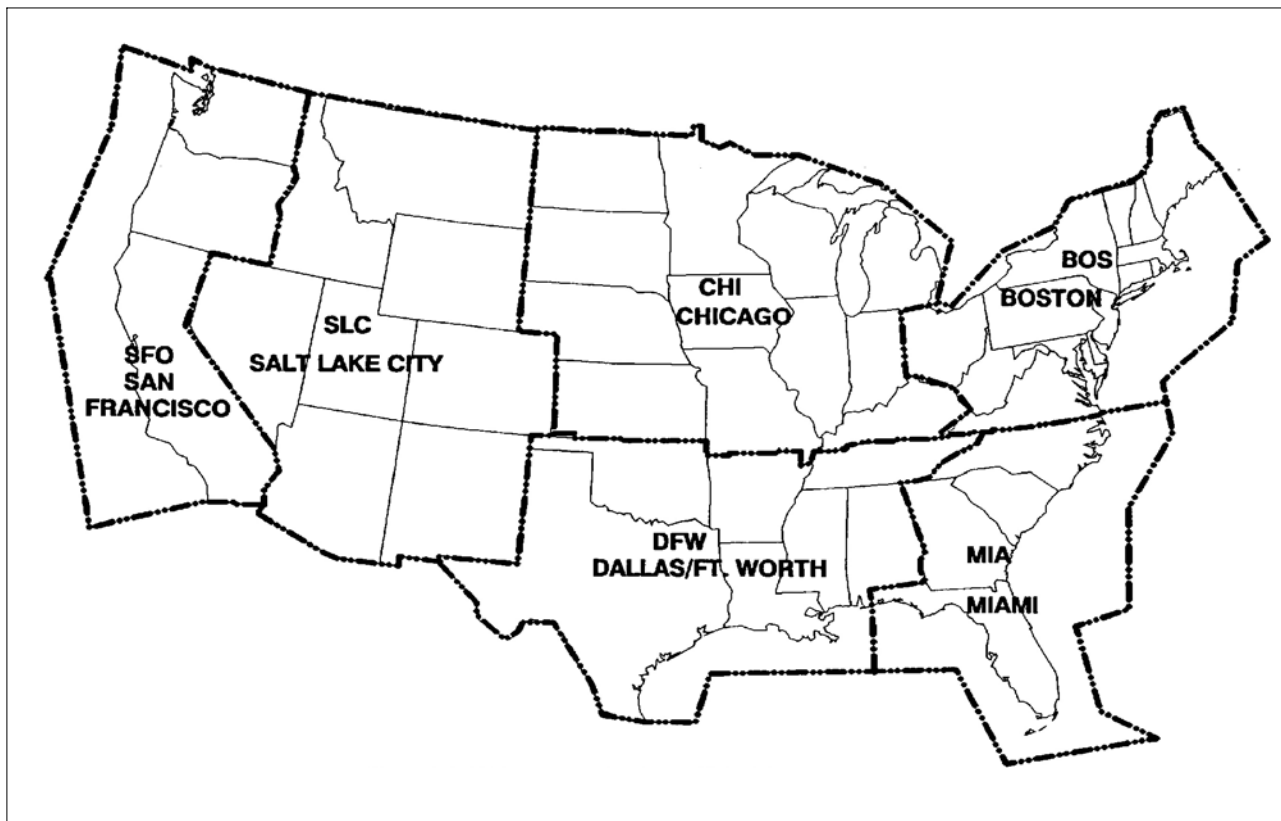 BOS
BOSTON
CHI
CHICAGO
SLC
SALT LAKE CITY
SFO
SAN
FRANCISCO
DFW
DALLAS/FT. WORTH
MIA
MIAMI